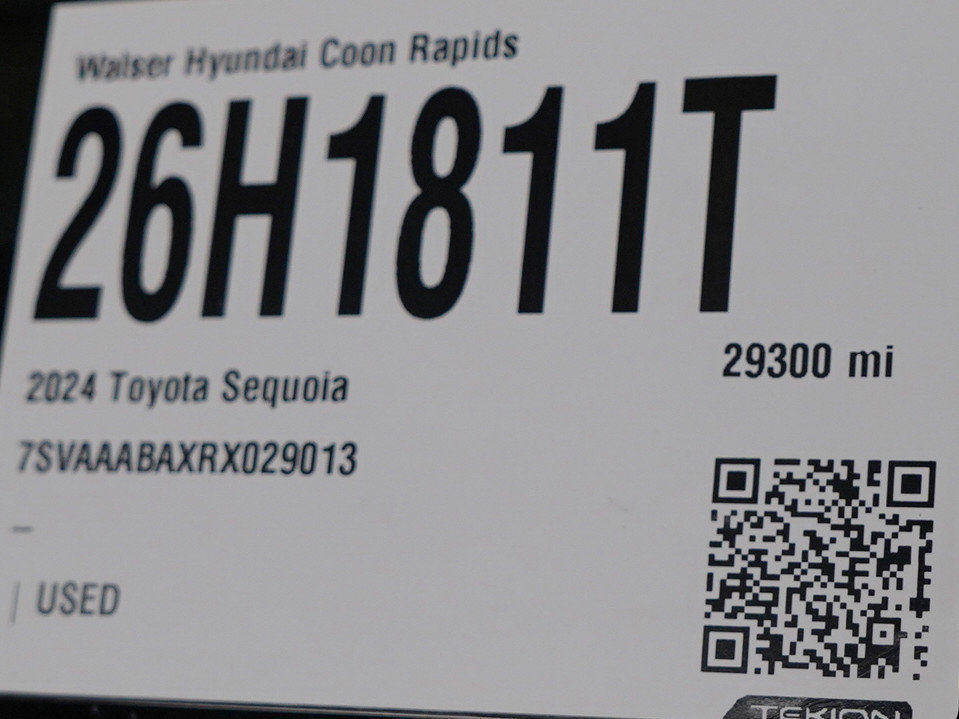 Walser Hyundai Coon Rapids
26H1811T
29300 mi
2024 Toyota Sequoia
7SVAAABAXRX029013
–
| USED
TEKION